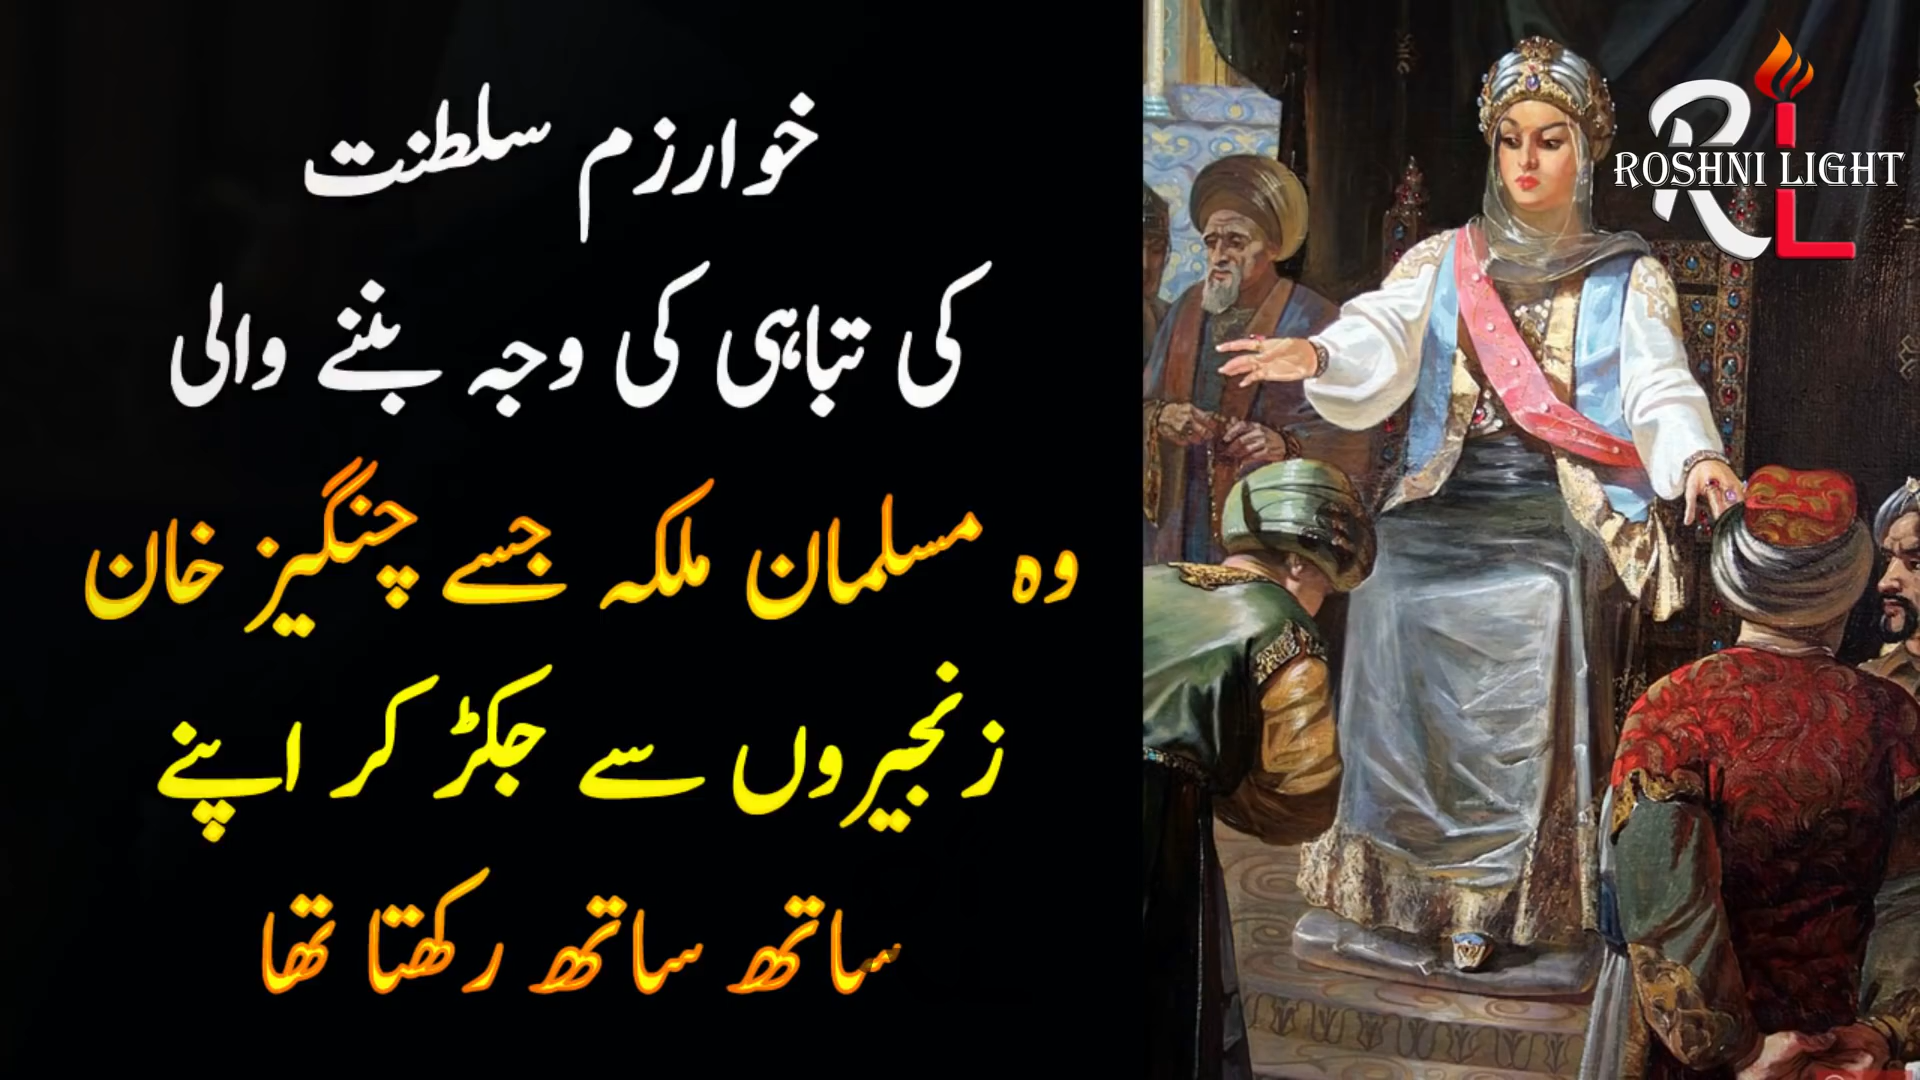 خوارزم سلطنت
کی تباہی کی وجہ بننے والی
وہ مسلمان ملکہ جسے چنگیز خان
زنجیروں سے جکڑ کر اپنے
ساتھ ساتھ رکھتا تھا
RL
ROSHNI LIGHT